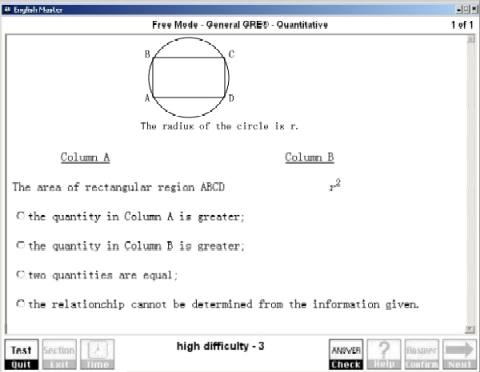 English Master
Free Mode - General GRE® - Quantitative 1 of 1
B C
A D
The radius of the circle is r.
Column A Column B
The area of rectangular region ABCD r²
the quantity in Column A is greater;
the quantity in Column B is greater;
two quantities are equal;
the relationship cannot be determined from the information given.
high difficulty - 3
Test Section ANSWER ? Answer
Quit Exit Time Check Help Confirm Next